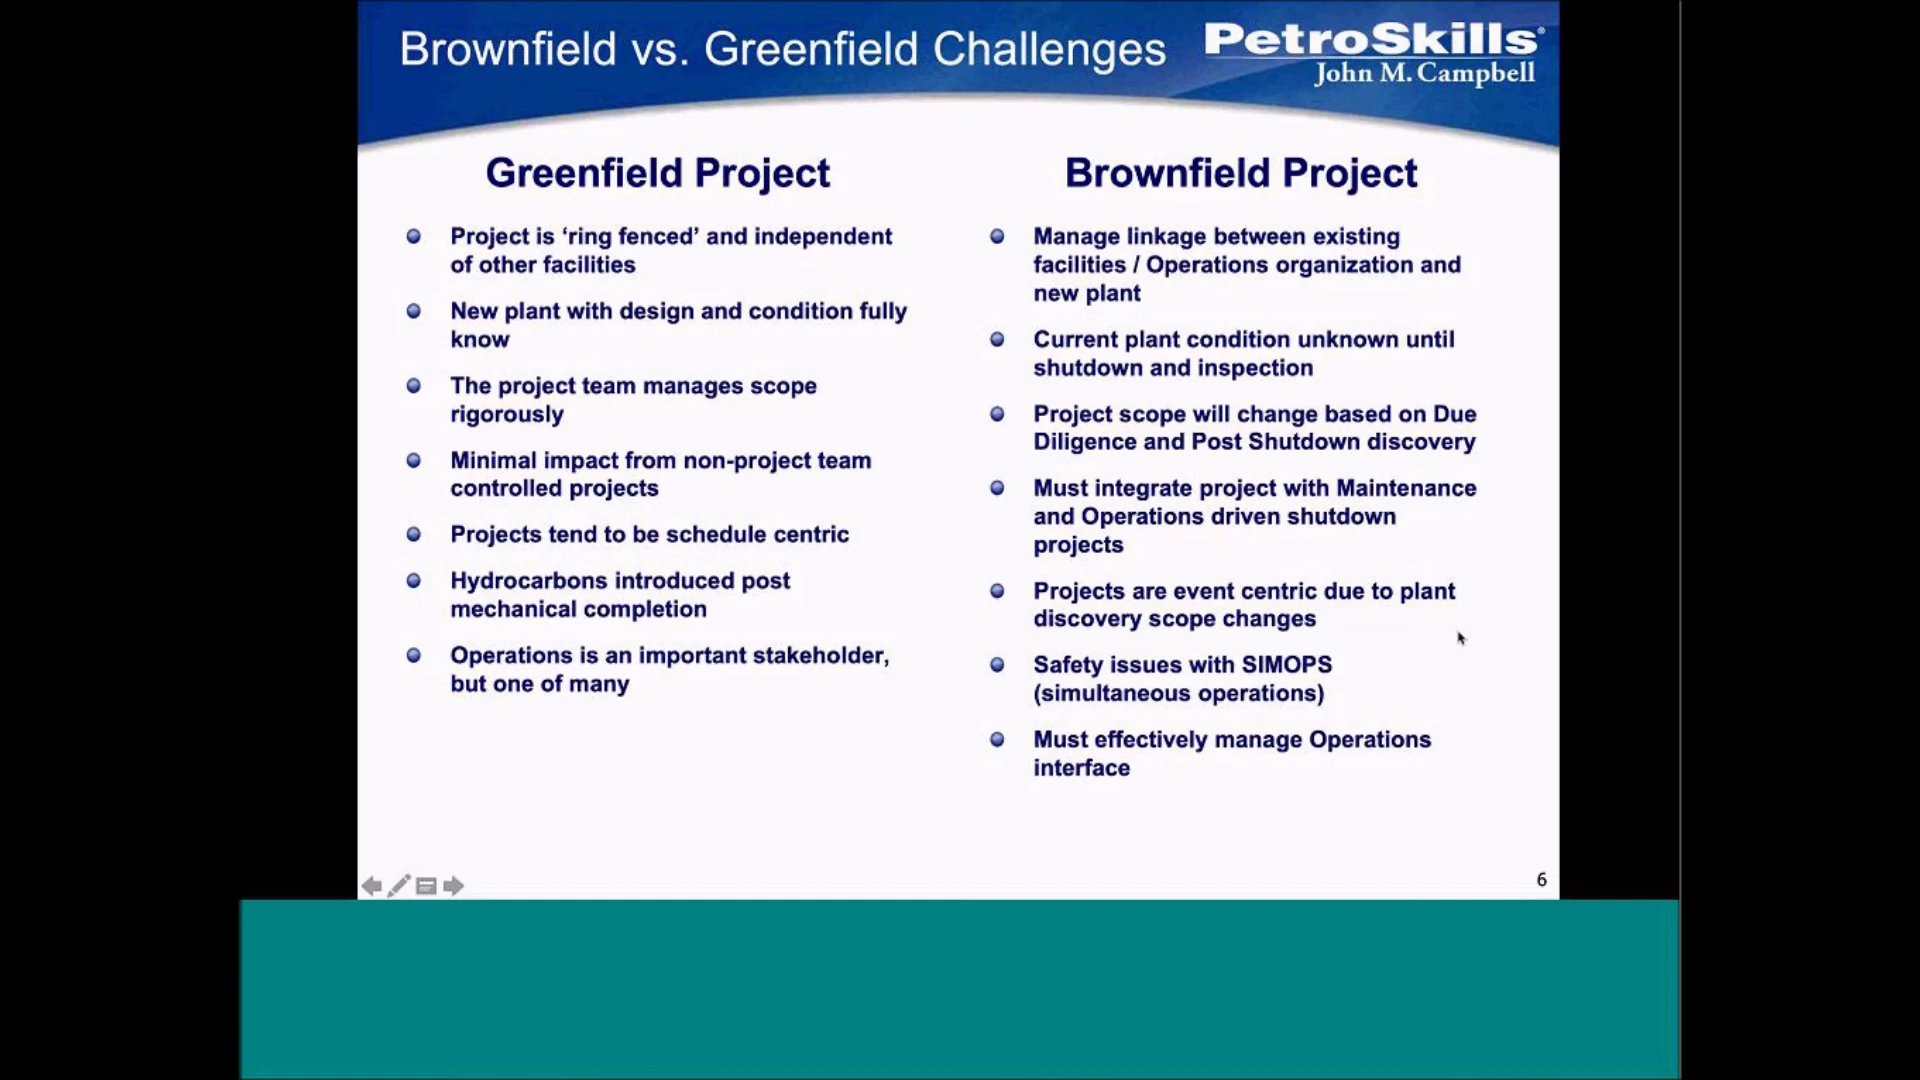 Brownfield vs. Greenfield Challenges
PetroSkills®
John M. Campbell
Greenfield Project
Project is ‘ring fenced’ and independent
of other facilities
New plant with design and condition fully
know
The project team manages scope
rigorously
Minimal impact from non-project team
controlled projects
Projects tend to be schedule centric
Hydrocarbons introduced post
mechanical completion
Operations is an important stakeholder,
but one of many
Brownfield Project
Manage linkage between existing
facilities / Operations organization and
new plant
Current plant condition unknown until
shutdown and inspection
Project scope will change based on Due
Diligence and Post Shutdown discovery
Must integrate project with Maintenance
and Operations driven shutdown
projects
Projects are event centric due to plant
discovery scope changes
Safety issues with SIMOPS
(simultaneous operations)
Must effectively manage Operations
interface
6